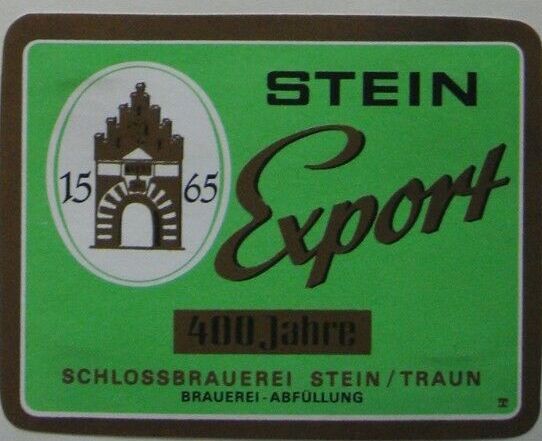 STEIN
Export
15 65
400 Jahre
SCHLOSSBRAUEREI STEIN/TRAUN
BRAUEREI-ABFÜLLUNG